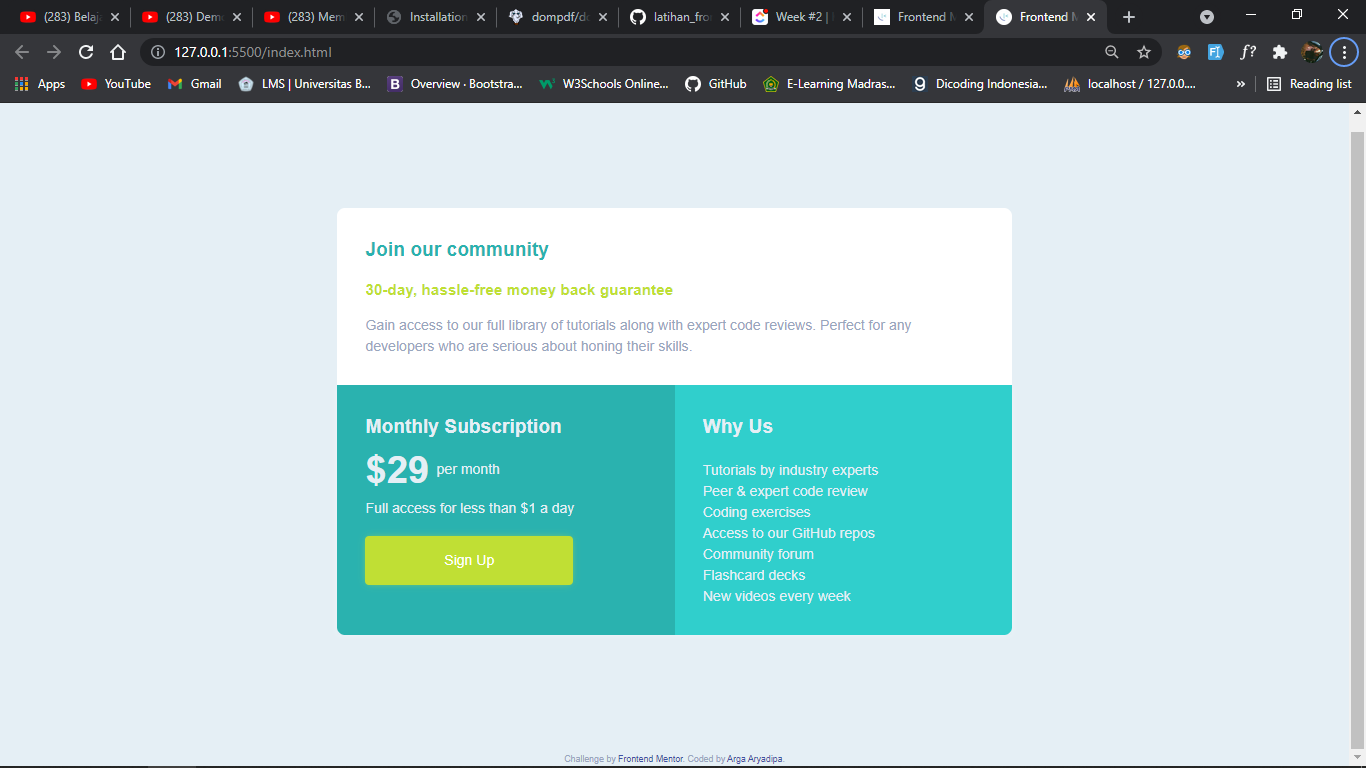 (283) Belaj
(283) Demo
(283) Mem
Installation
dompdf/do
latihan_fro
Week #2 |
Frontend M
Frontend M
127.0.0.1:5500/index.html
Apps
YouTube
Gmail
LMS | Universitas B...
Overview · Bootstra...
W3Schools Online...
GitHub
E-Learning Madras...
Dicoding Indonesia...
localhost / 127.0.0....
»
Reading list
Join our community
30-day, hassle-free money back guarantee
Gain access to our full library of tutorials along with expert code reviews. Perfect for any
developers who are serious about honing their skills.
Monthly Subscription
$29 per month
Full access for less than $1 a day
Sign Up
Why Us
Tutorials by industry experts
Peer & expert code review
Coding exercises
Access to our GitHub repos
Community forum
Flashcard decks
New videos every week
Challenge by Frontend Mentor. Coded by Arga Aryadipa.